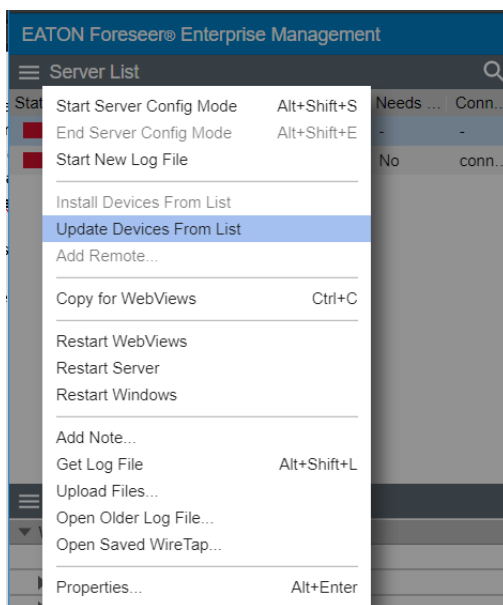 EATON Foreseer® Enterprise Management
Server List
Stat Needs ... Conn..
Start Server Config Mode Alt+Shift+S
End Server Config Mode Alt+Shift+E
- -
Start New Log File
No conn..
Install Devices From List
Update Devices From List
Add Remote...
Copy for WebViews Ctrl+C
Restart WebViews
Restart Server
Restart Windows
Add Note...
Get Log File Alt+Shift+L
Upload Files...
Open Older Log File...
Open Saved WireTap...
Properties... Alt+Enter